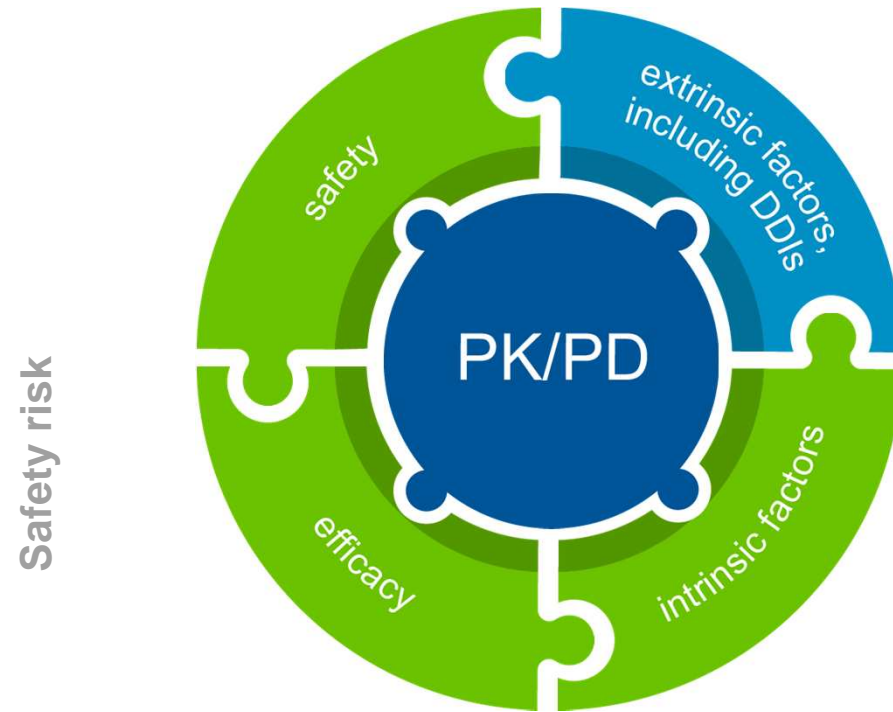 Safety risk
safety
extrinsic factors,
including DDIs
PK/PD
efficacy
intrinsic factors